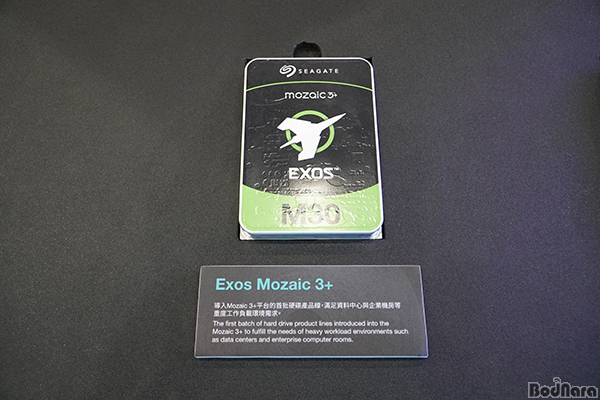 SEAGATE
mozaic 3+
EXOS™
M30
Exos Mozaic 3+
導入Mozaic 3+平台的首批硬碟產品線，滿足資料中心與企業機房等
重度工作負載環境需求。
The first batch of hard drive product lines introduced into the
Mozaic 3+ to fulfill the needs of heavy workload environments such
as data centers and enterprise computer rooms.
BodNara